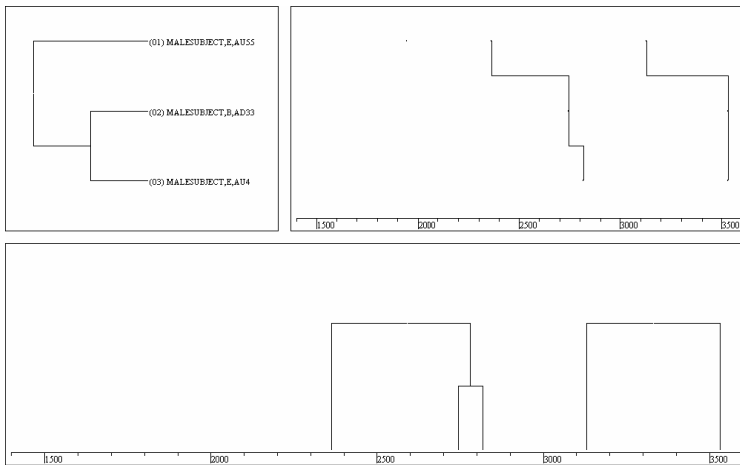 (01) MALESUBJECT,E,AU55
(02) MALESUBJECT,B,AD33
(03) MALESUBJECT,E,AU4
1500 2000 2500 3000 3500
1500 2000 2500 3000 3500